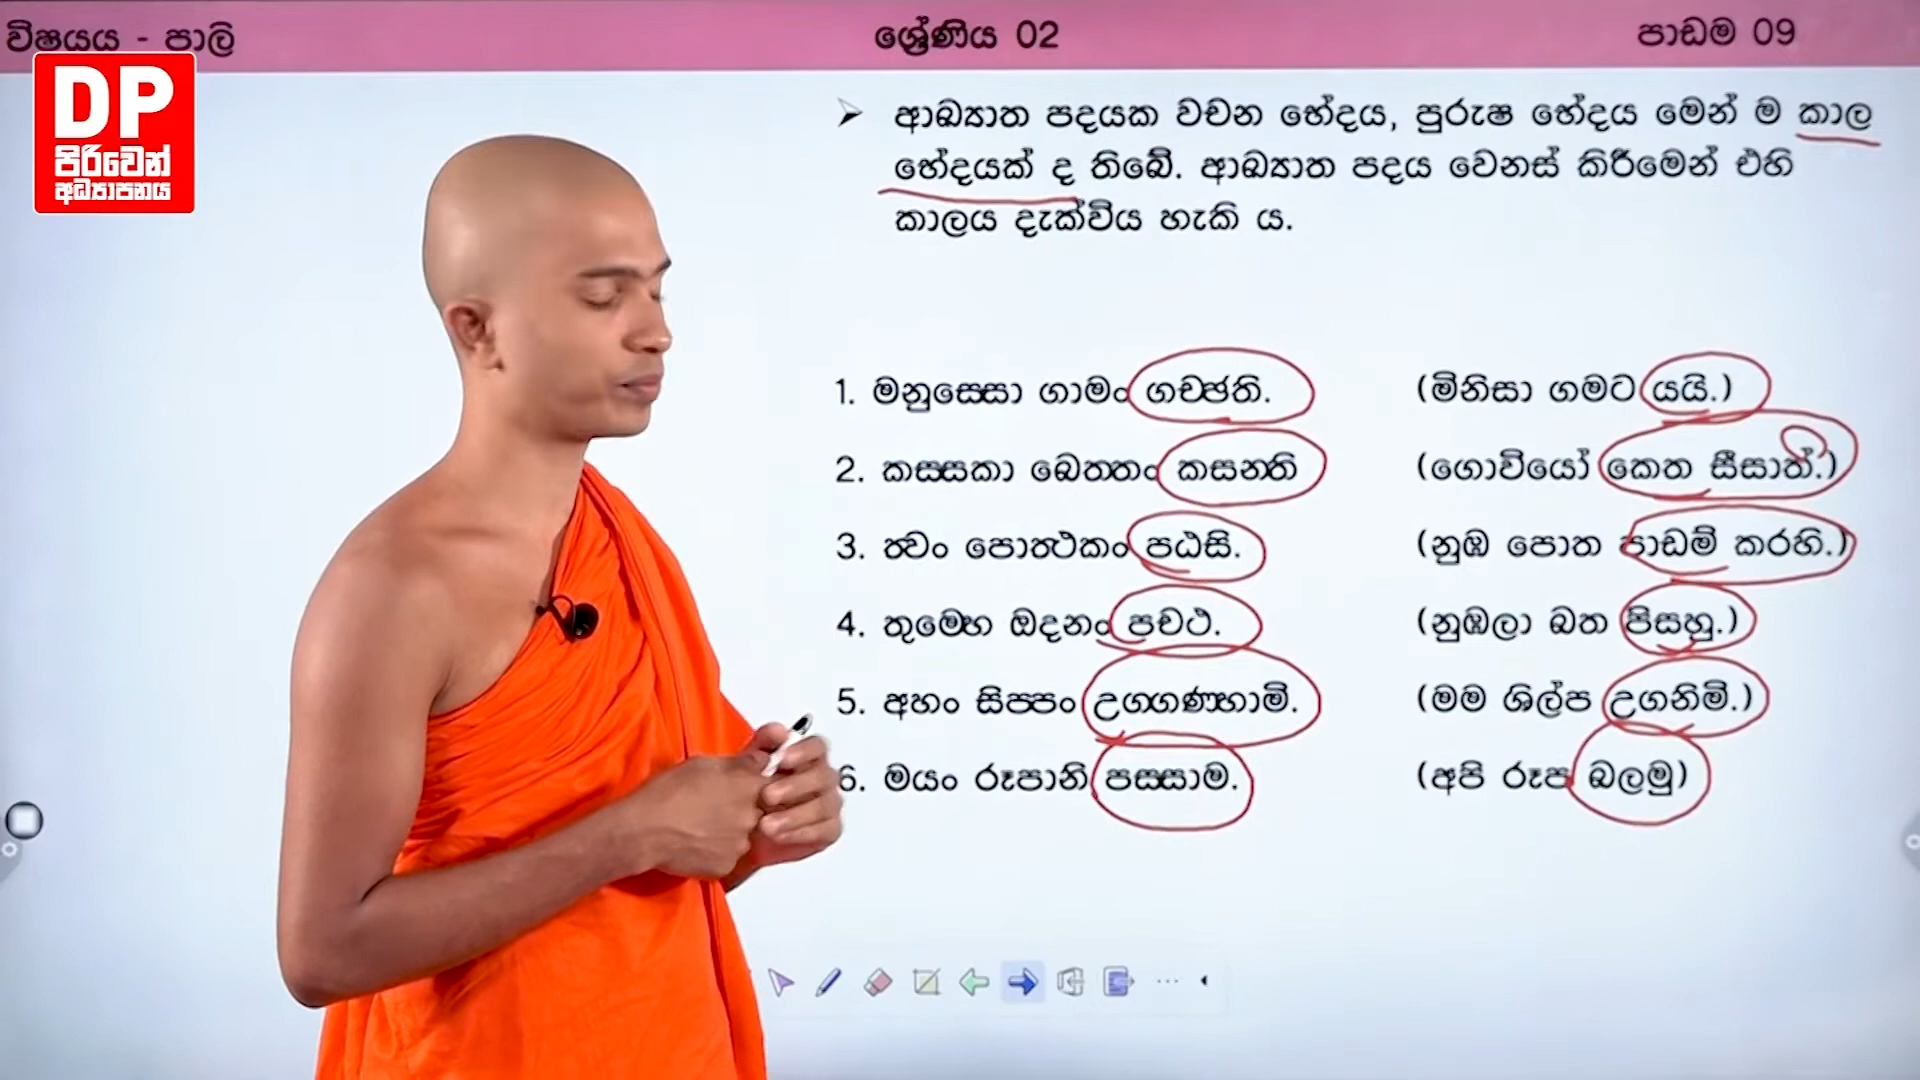 විෂයය - පාලි
ශ්‍රේණිය 02
පාඩම 09
DP
පිරිවෙන්
අධ්‍යාපනය
ආඛ්‍යාත පදයක වචන භේදය, පුරුෂ භේදය මෙන් ම කාල
භේදයක් ද තිබේ. ආඛ්‍යාත පදය වෙනස් කිරීමෙන් එහි
කාලය දැක්විය හැකි ය.
1. මනුස්සො ගාමං ගච්ඡති. (මිනිසා ගමට යයි.)
2. කස්සකා ඛෙත්තං කසන්ති (ගොවියෝ කෙත සීසාත්.)
3. ත්වං පොත්ථකං පඨසි. (නුඹ පොත පාඩම් කරහි.)
4. තුම්හෙ ඔදනං පචථ. (නුඹලා බත පිසහු.)
5. අහං සිප්පං උග්ගණ්හාමි. (මම ශිල්ප උගනිමි.)
6. මයං රූපානි පස්සාම. (අපි රූප බලමු)